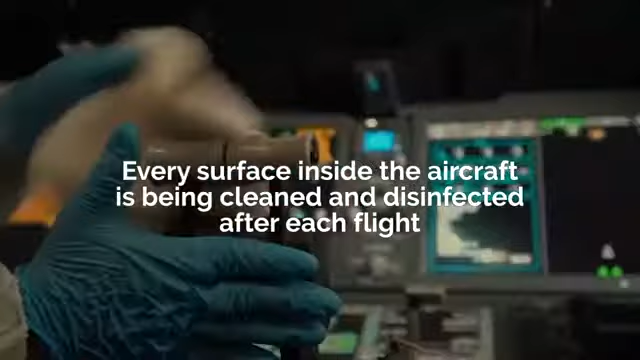 Every surface inside the aircraft
is being cleaned and disinfected
after each flight